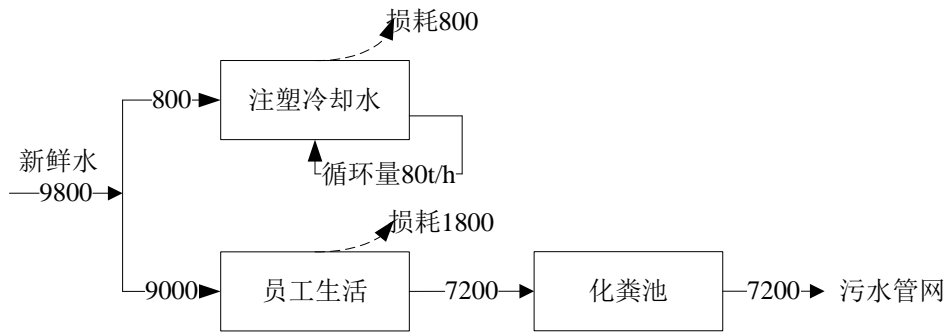 损耗800
800
注塑冷却水
新鲜水
9800
循环量80t/h
损耗1800
9000
员工生活
7200
化粪池
7200
污水管网